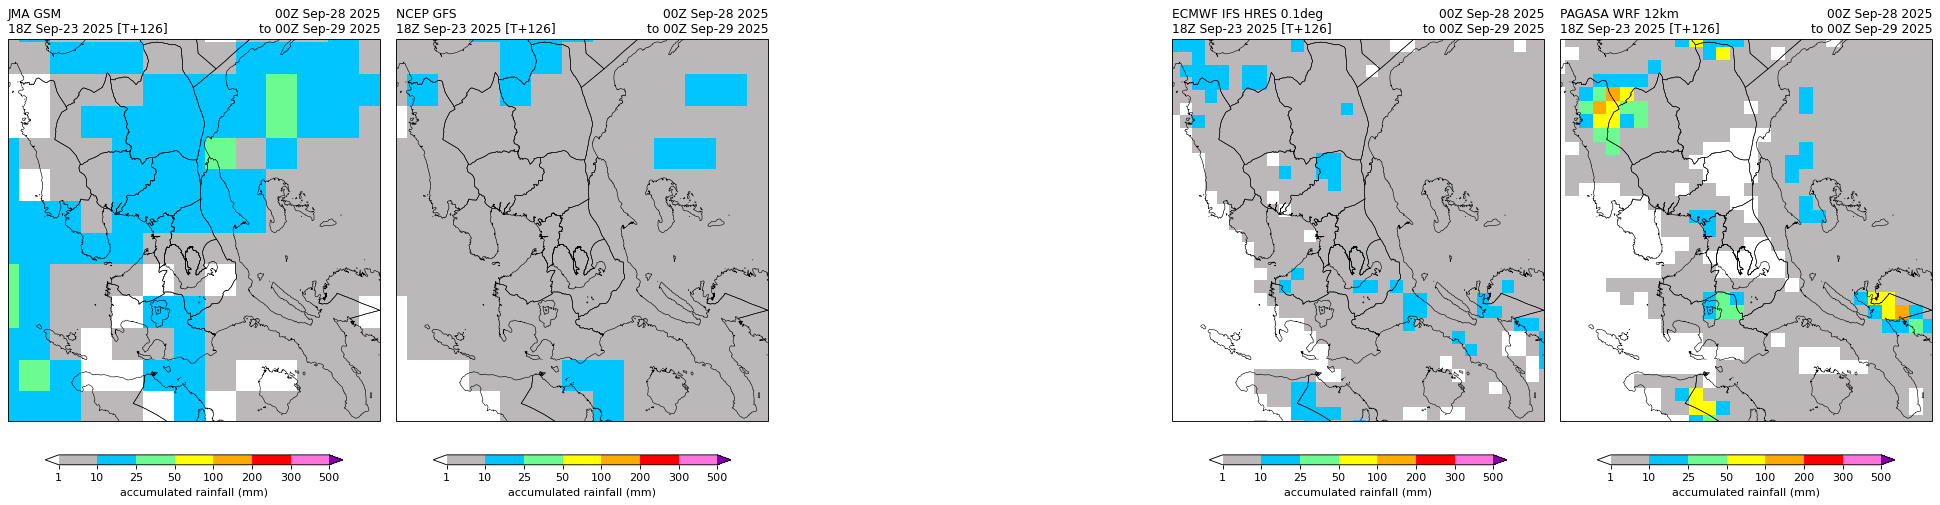 JMA GSM 00Z Sep-28 2025
18Z Sep-23 2025 [T+126] to 00Z Sep-29 2025
NCEP GFS 00Z Sep-28 2025
18Z Sep-23 2025 [T+126] to 00Z Sep-29 2025
ECMWF IFS HRES 0.1deg 00Z Sep-28 2025
18Z Sep-23 2025 [T+126] to 00Z Sep-29 2025
PAGASA WRF 12km 00Z Sep-28 2025
18Z Sep-23 2025 [T+126] to 00Z Sep-29 2025
1 10 25 50 100 200 300 500
accumulated rainfall (mm)
1 10 25 50 100 200 300 500
accumulated rainfall (mm)
1 10 25 50 100 200 300 500
accumulated rainfall (mm)
1 10 25 50 100 200 300 500
accumulated rainfall (mm)